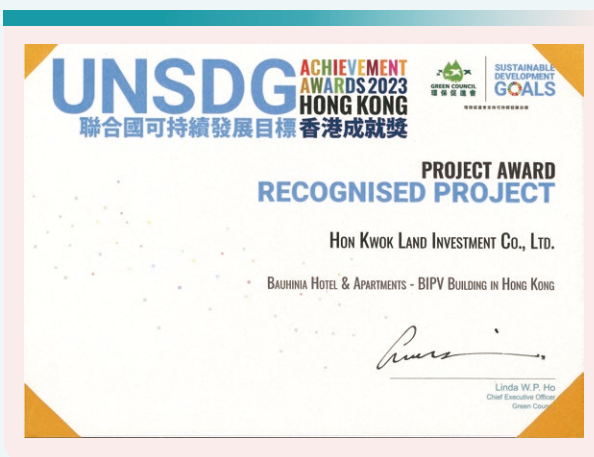 UNSDG
ACHIEVEMENT
AWARDS 2023
HONG KONG
聯合國可持續發展目標 香港成就獎
GREEN COUNCIL
環保促進會
SUSTAINABLE
DEVELOPMENT
GOALS
PROJECT AWARD
RECOGNISED PROJECT
HON KWOK LAND INVESTMENT CO., LTD.
BAUHINIA HOTEL & APARTMENTS - BIPV BUILDING IN HONG KONG
Linda W.P. Ho
Chief Executive Officer
Green